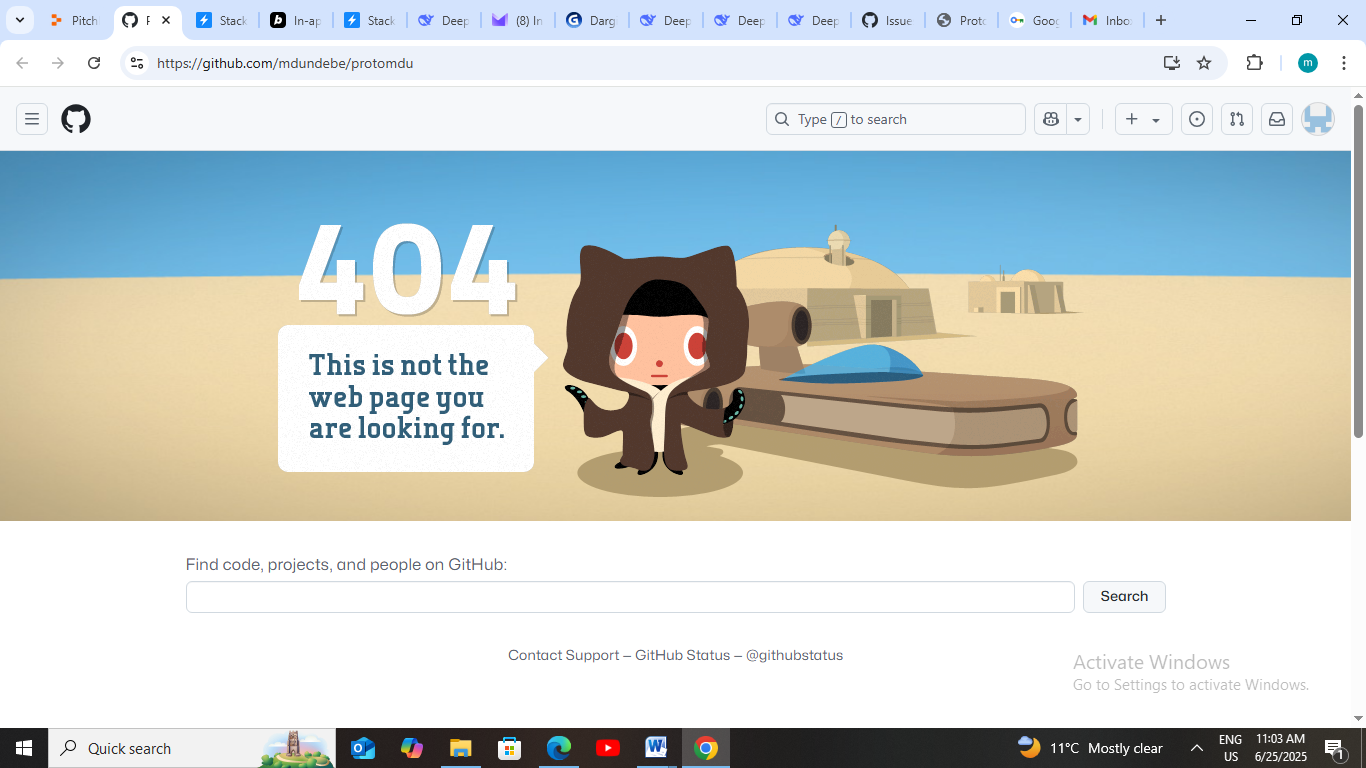 Pitch
F
Stack
In-ap
Stack
Deep
(8) In
Darg
Deep
Deep
Deep
Issue
Proto
Goog
Inbo
https://github.com/mdundebe/protomdu
m
Type / to search
404
This is not the
web page you
are looking for.
Find code, projects, and people on GitHub:
Search
Contact Support — GitHub Status — @githubstatus
Activate Windows
Go to Settings to activate Windows.
Quick search
11°C Mostly clear
ENG
US
11:03 AM
6/25/2025
1